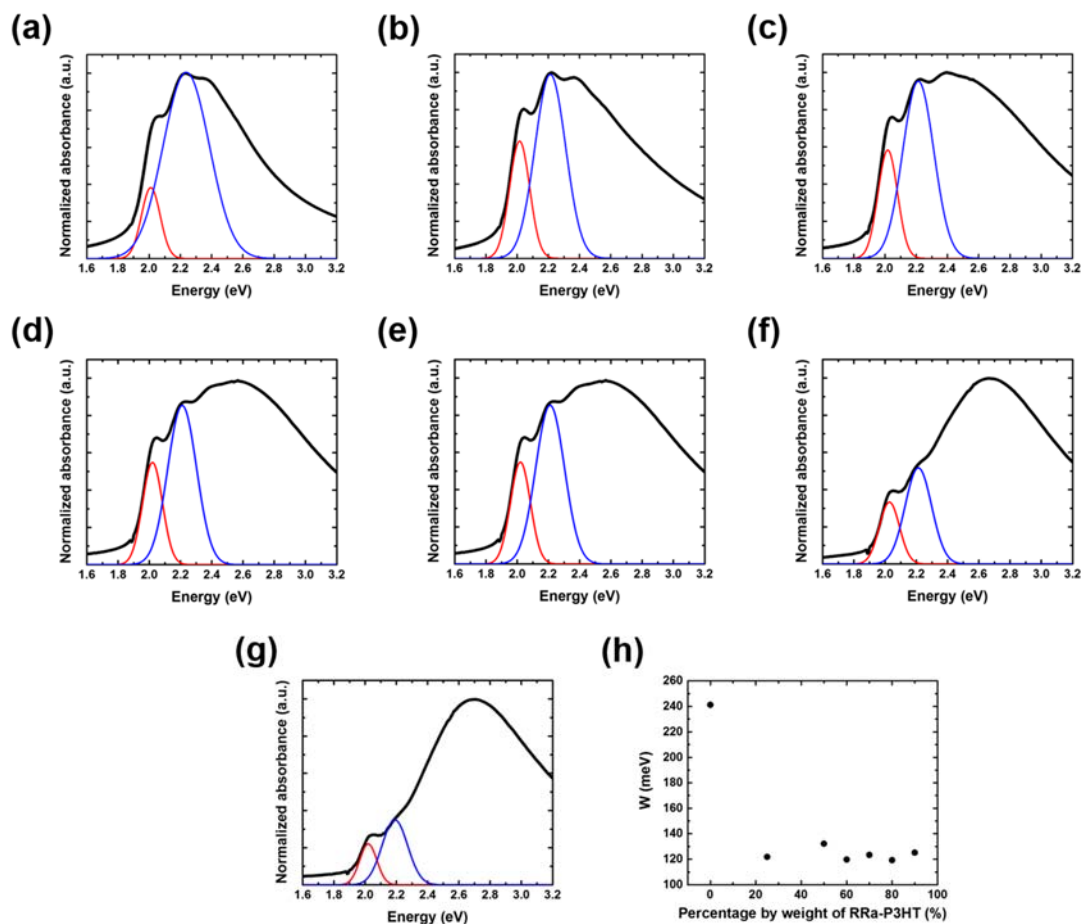 (a)
Normalized absorbance (a.u.)
1.6 1.8 2.0 2.2 2.4 2.6 2.8 3.0 3.2
Energy (eV)
(b)
Normalized absorbance (a.u.)
1.6 1.8 2.0 2.2 2.4 2.6 2.8 3.0 3.2
Energy (eV)
(c)
Normalized absorbance (a.u.)
1.6 1.8 2.0 2.2 2.4 2.6 2.8 3.0 3.2
Energy (eV)
(d)
Normalized absorbance (a.u.)
1.6 1.8 2.0 2.2 2.4 2.6 2.8 3.0 3.2
Energy (eV)
(e)
Normalized absorbance (a.u.)
1.6 1.8 2.0 2.2 2.4 2.6 2.8 3.0 3.2
Energy (eV)
(f)
Normalized absorbance (a.u.)
1.6 1.8 2.0 2.2 2.4 2.6 2.8 3.0 3.2
Energy (eV)
(g)
Normalized absorbance (a.u.)
1.6 1.8 2.0 2.2 2.4 2.6 2.8 3.0 3.2
Energy (eV)
(h)
W (meV)
260
240
220
200
180
160
140
120
100
0 20 40 60 80 100
Percentage by weight of RRa-P3HT (%)